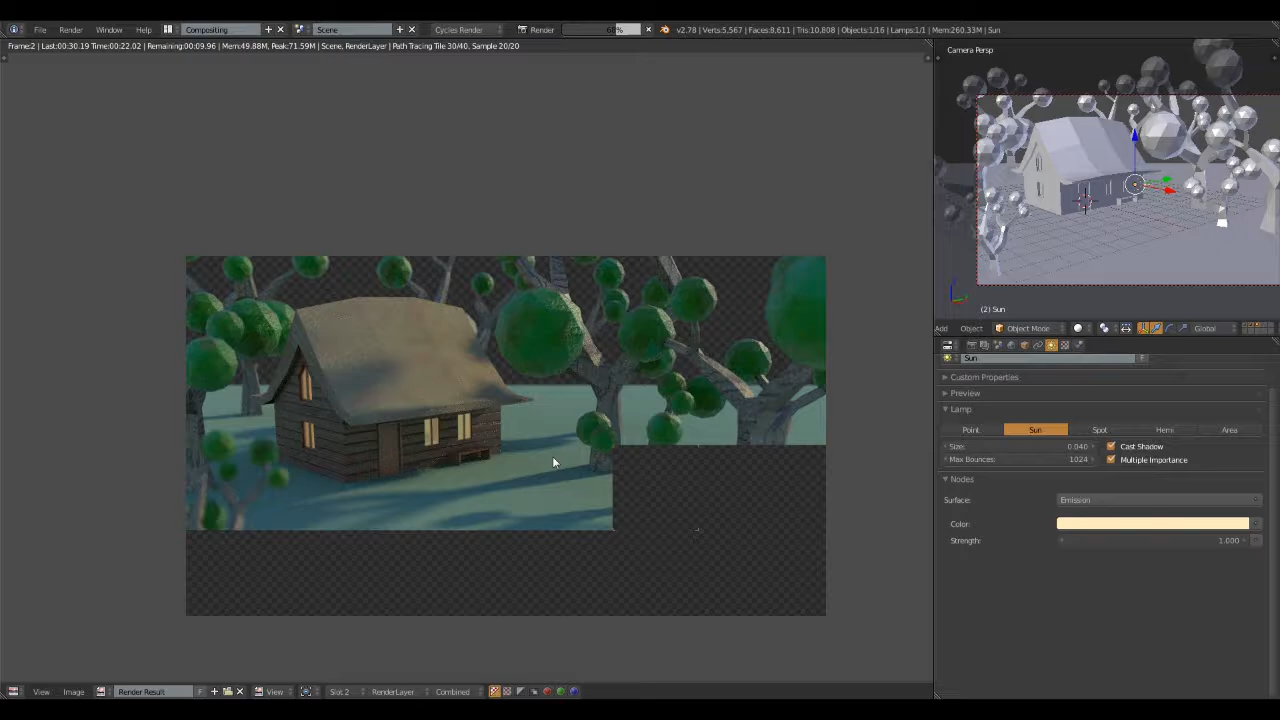 File Render Window Help Compositing Scene Cycles Render Render 68% v2.78 | Verts:5,567 | Faces:8,611 | Tris:10,808 | Objects:1/16 | Lamps:1/1 | Mem:260.33M | Sun
Frame:2 | Last:00:30.19 Time:00:22.02 | Remaining:00:09.96 | Mem:49.88M, Peak:71.59M | Scene, RenderLayer | Path Tracing Tile 30/40, Sample 20/20
Camera Persp
(2) Sun
Add Object Object Mode Global
Sun F
Custom Properties
Preview
Lamp
Point Sun Spot Hemi Area
Size: 0.040 Cast Shadow
Max Bounces: 1024 Multiple Importance
Nodes
Surface: Emission
Color:
Strength: 1.000
View Image Render Result F View Slot 2 RenderLayer Combined